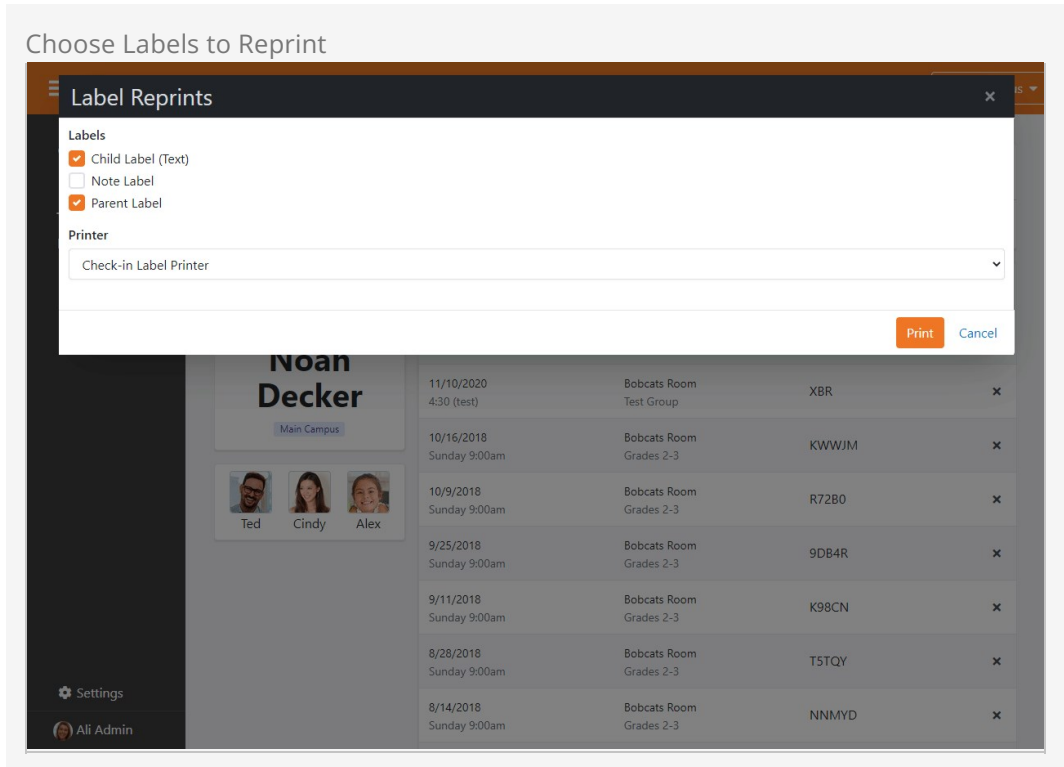 Choose Labels to Reprint
Label Reprints ×
us
Labels
Child Label (Text)
Note Label
Parent Label
Printer
Check-in Label Printer
Print Cancel
Noah
Decker
Main Campus
Ted Cindy Alex
11/10/2020 Bobcats Room XBR ×
4:30 (test) Test Group
10/16/2018 Bobcats Room KWWJM ×
Sunday 9:00am Grades 2-3
10/9/2018 Bobcats Room R72B0 ×
Sunday 9:00am Grades 2-3
9/25/2018 Bobcats Room 9DB4R ×
Sunday 9:00am Grades 2-3
9/11/2018 Bobcats Room K98CN ×
Sunday 9:00am Grades 2-3
8/28/2018 Bobcats Room T5TQY ×
Sunday 9:00am Grades 2-3
8/14/2018 Bobcats Room NNMYD ×
Sunday 9:00am Grades 2-3
Settings
Ali Admin